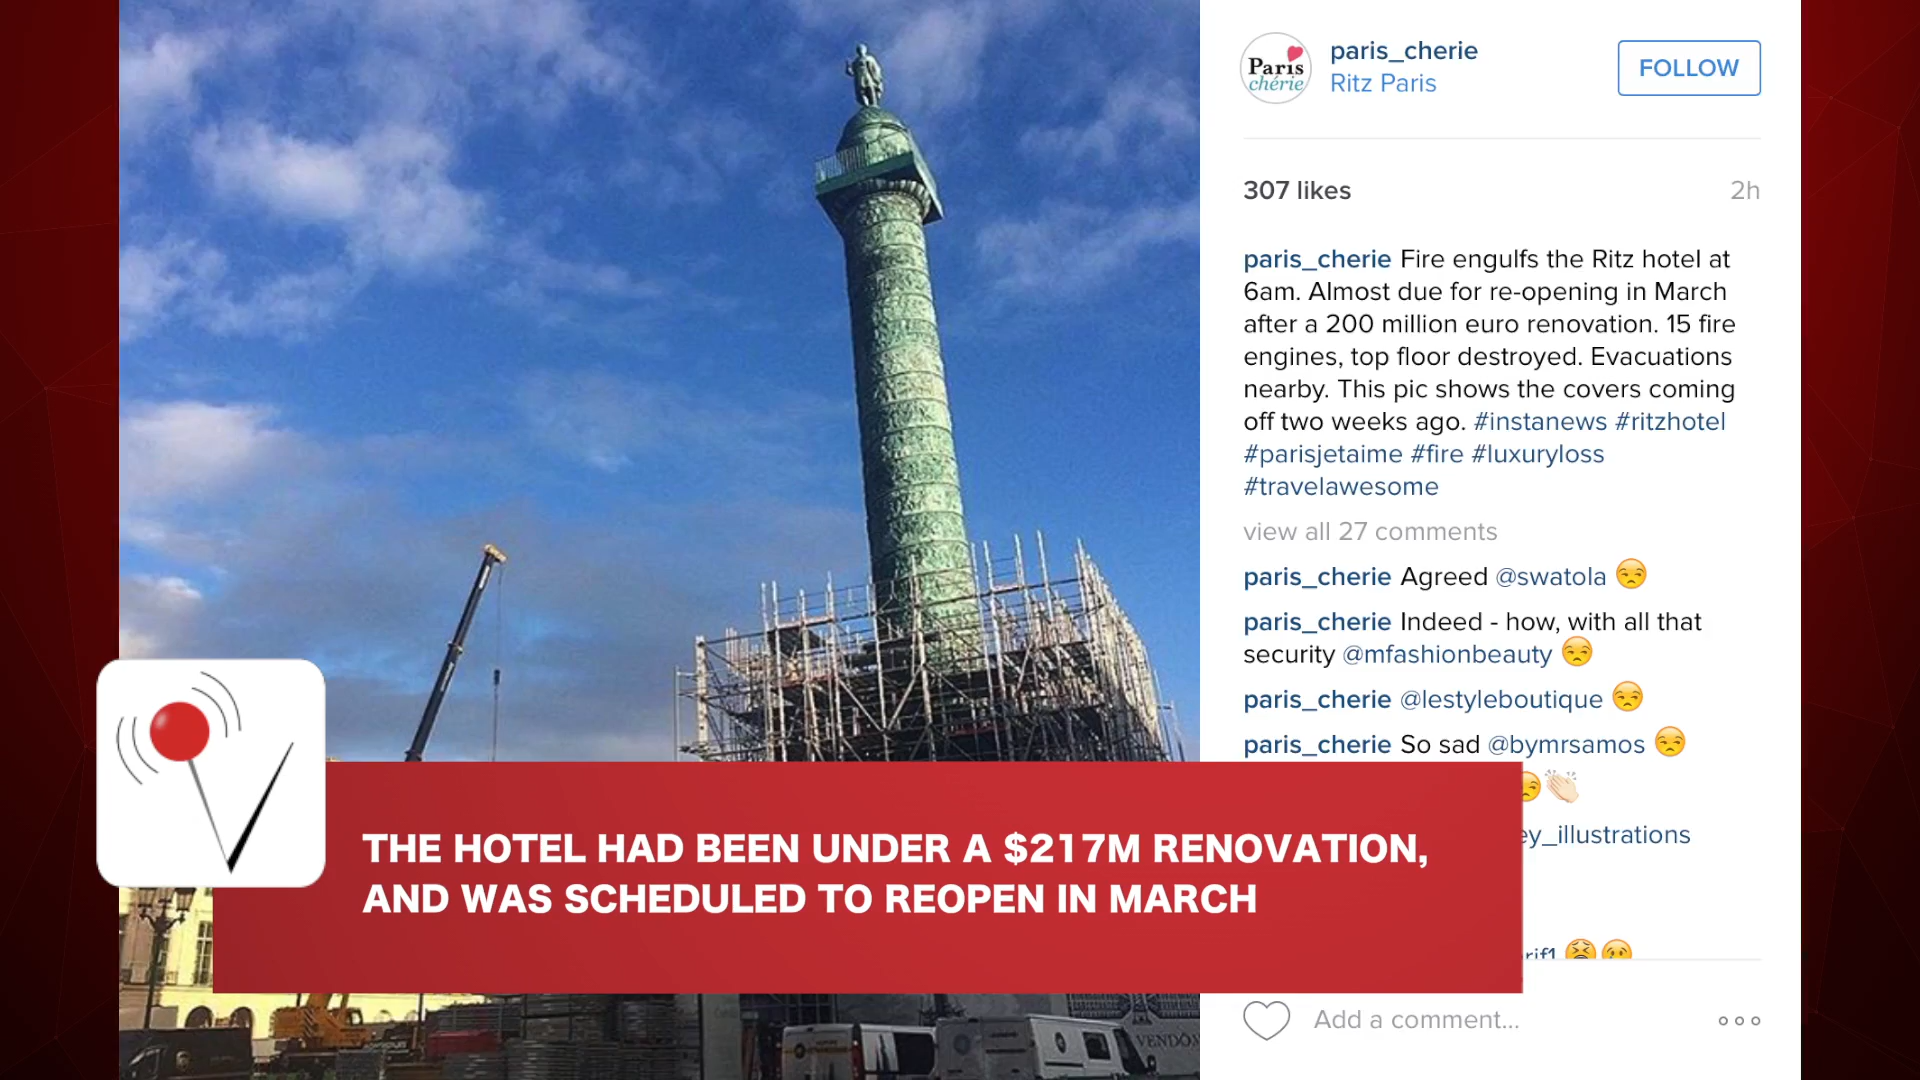 Paris
chérie
paris_cherie
Ritz Paris
FOLLOW
307 likes
2h
paris_cherie Fire engulfs the Ritz hotel at
6am. Almost due for re-opening in March
after a 200 million euro renovation. 15 fire
engines, top floor destroyed. Evacuations
nearby. This pic shows the covers coming
off two weeks ago. #instanews #ritzhotel
#parisjetaime #fire #luxuryloss
#travelawesome
view all 27 comments
paris_cherie Agreed @swatola 😒
paris_cherie Indeed - how, with all that
security @mfashionbeauty 😒
paris_cherie @lestyleboutique 😒
paris_cherie So sad @bymrsamos 😒
😒👏🏻
ey_illustrations
rif1 😫😢
Add a comment...
THE HOTEL HAD BEEN UNDER A $217M RENOVATION,
AND WAS SCHEDULED TO REOPEN IN MARCH
VENDÔ